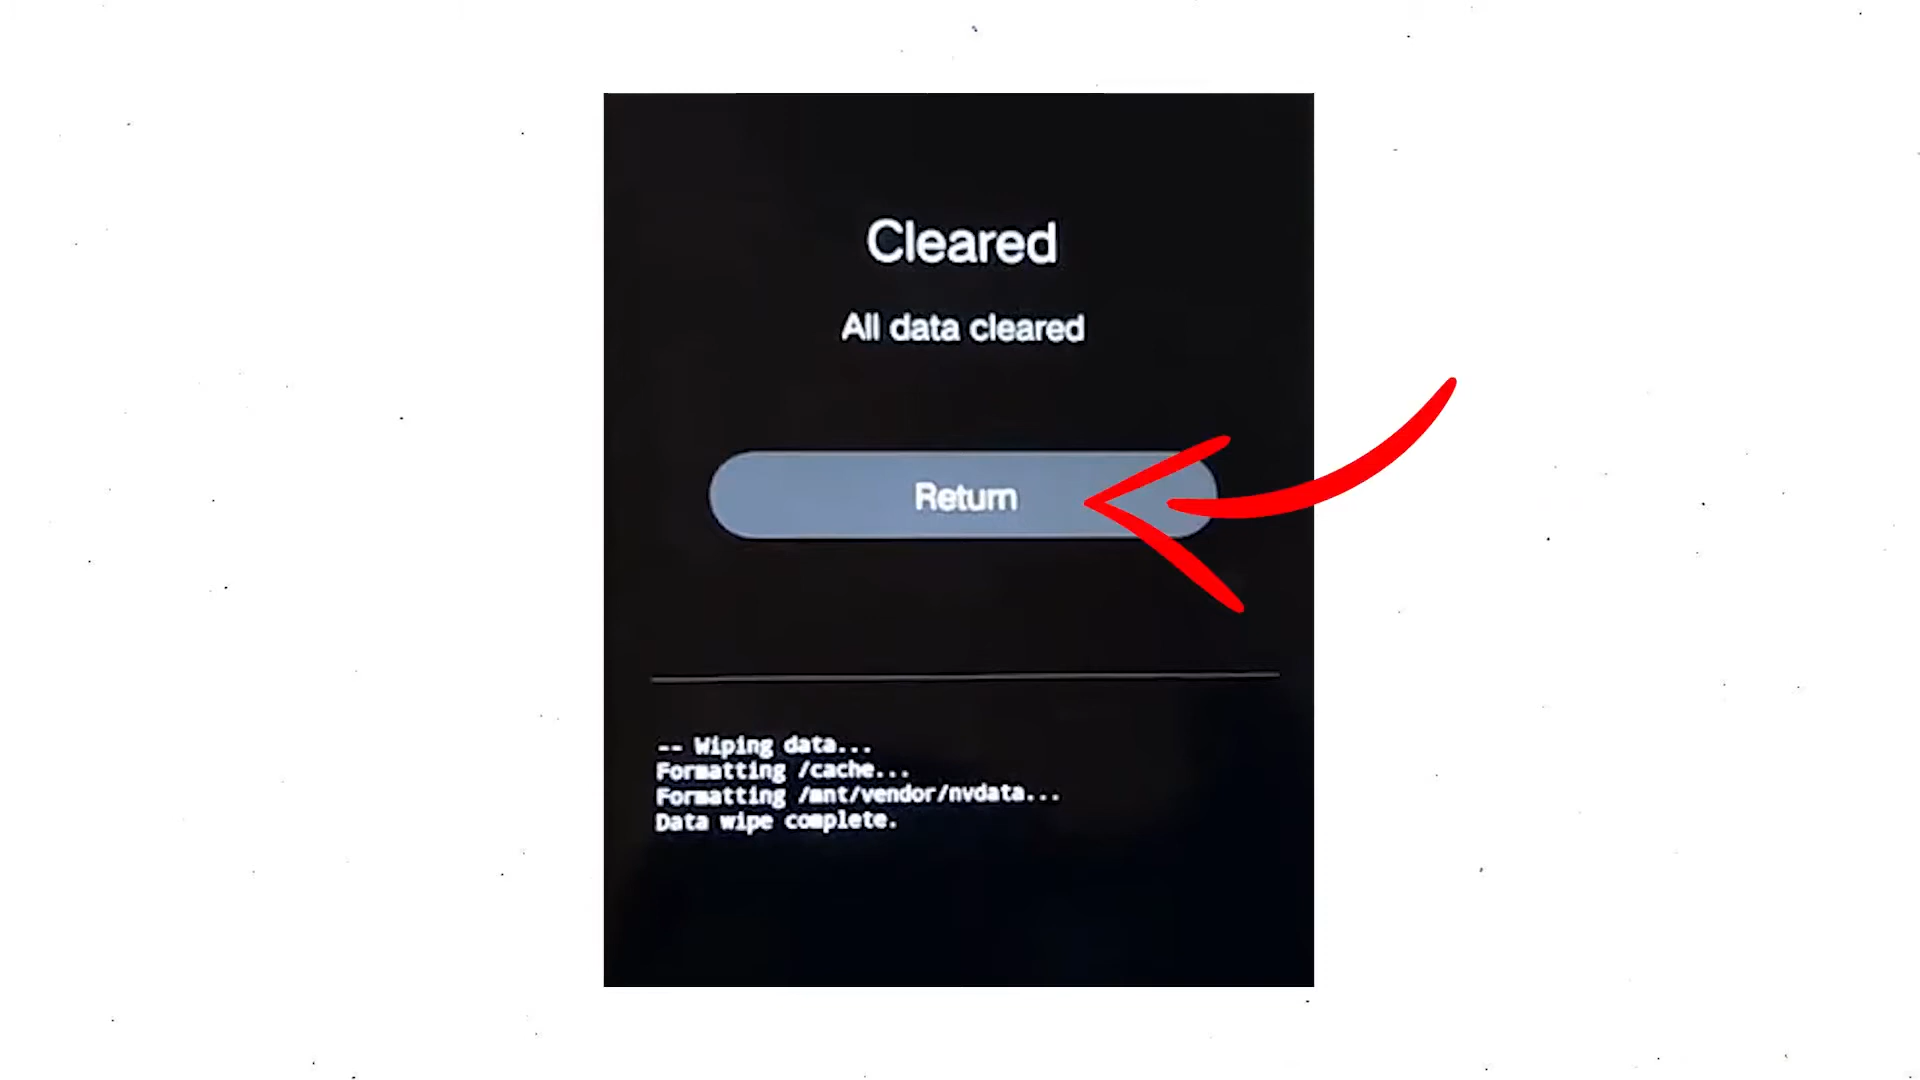 Cleared
All data cleared
Return
-- Wiping data...
Formatting /cache...
Formatting /mnt/vendor/nvdata...
Data wipe complete.